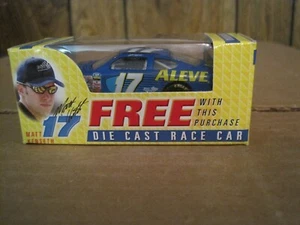 17
ALEVE
MATT
KENSETH
17
FREE
WITH
THIS
PURCHASE
DIE CAST RACE CAR